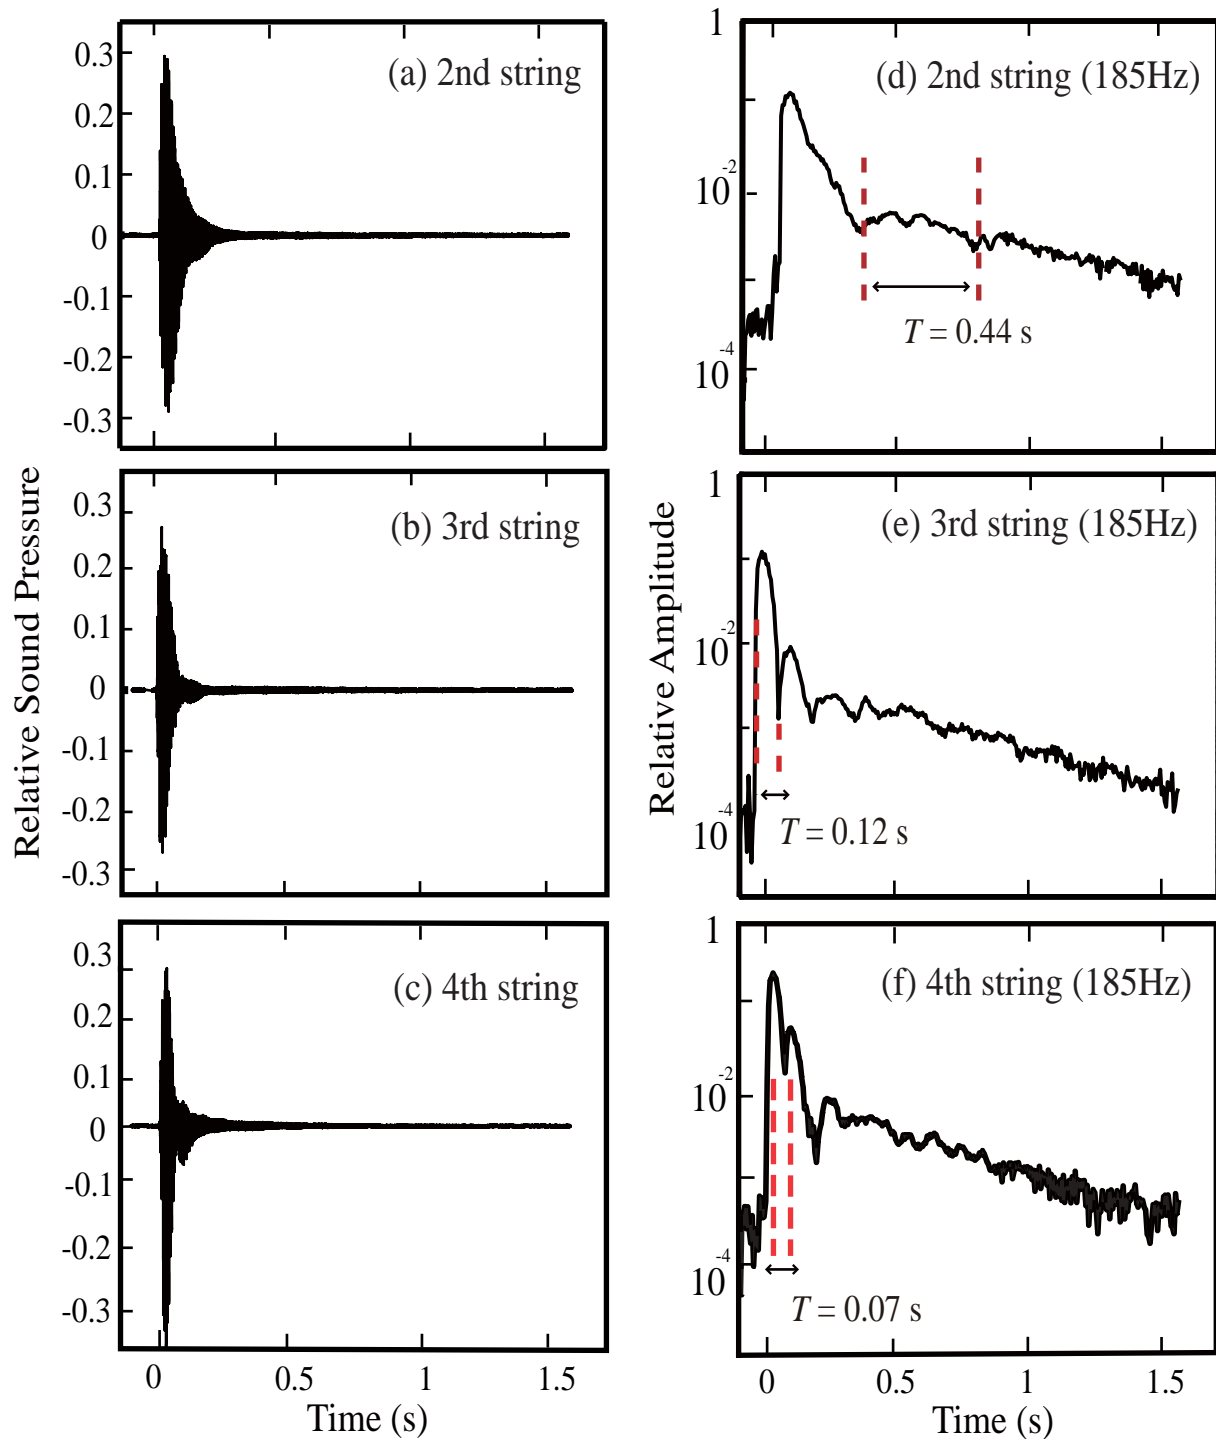 Relative Sound Pressure
0.3
0.2
0.1
0
-0.1
-0.2
-0.3
(a) 2nd string
0.3
0.2
0.1
0
-0.1
-0.2
-0.3
(b) 3rd string
0.3
0.2
0.1
0
-0.1
-0.2
-0.3
(c) 4th string
0 0.5 1 1.5
Time (s)
Relative Amplitude
1
10-2
10-4
(d) 2nd string (185Hz)
T = 0.44 s
1
10-2
10-4
(e) 3rd string (185Hz)
T = 0.12 s
1
10-2
10-4
(f) 4th string (185Hz)
T = 0.07 s
0 0.5 1 1.5
Time (s)